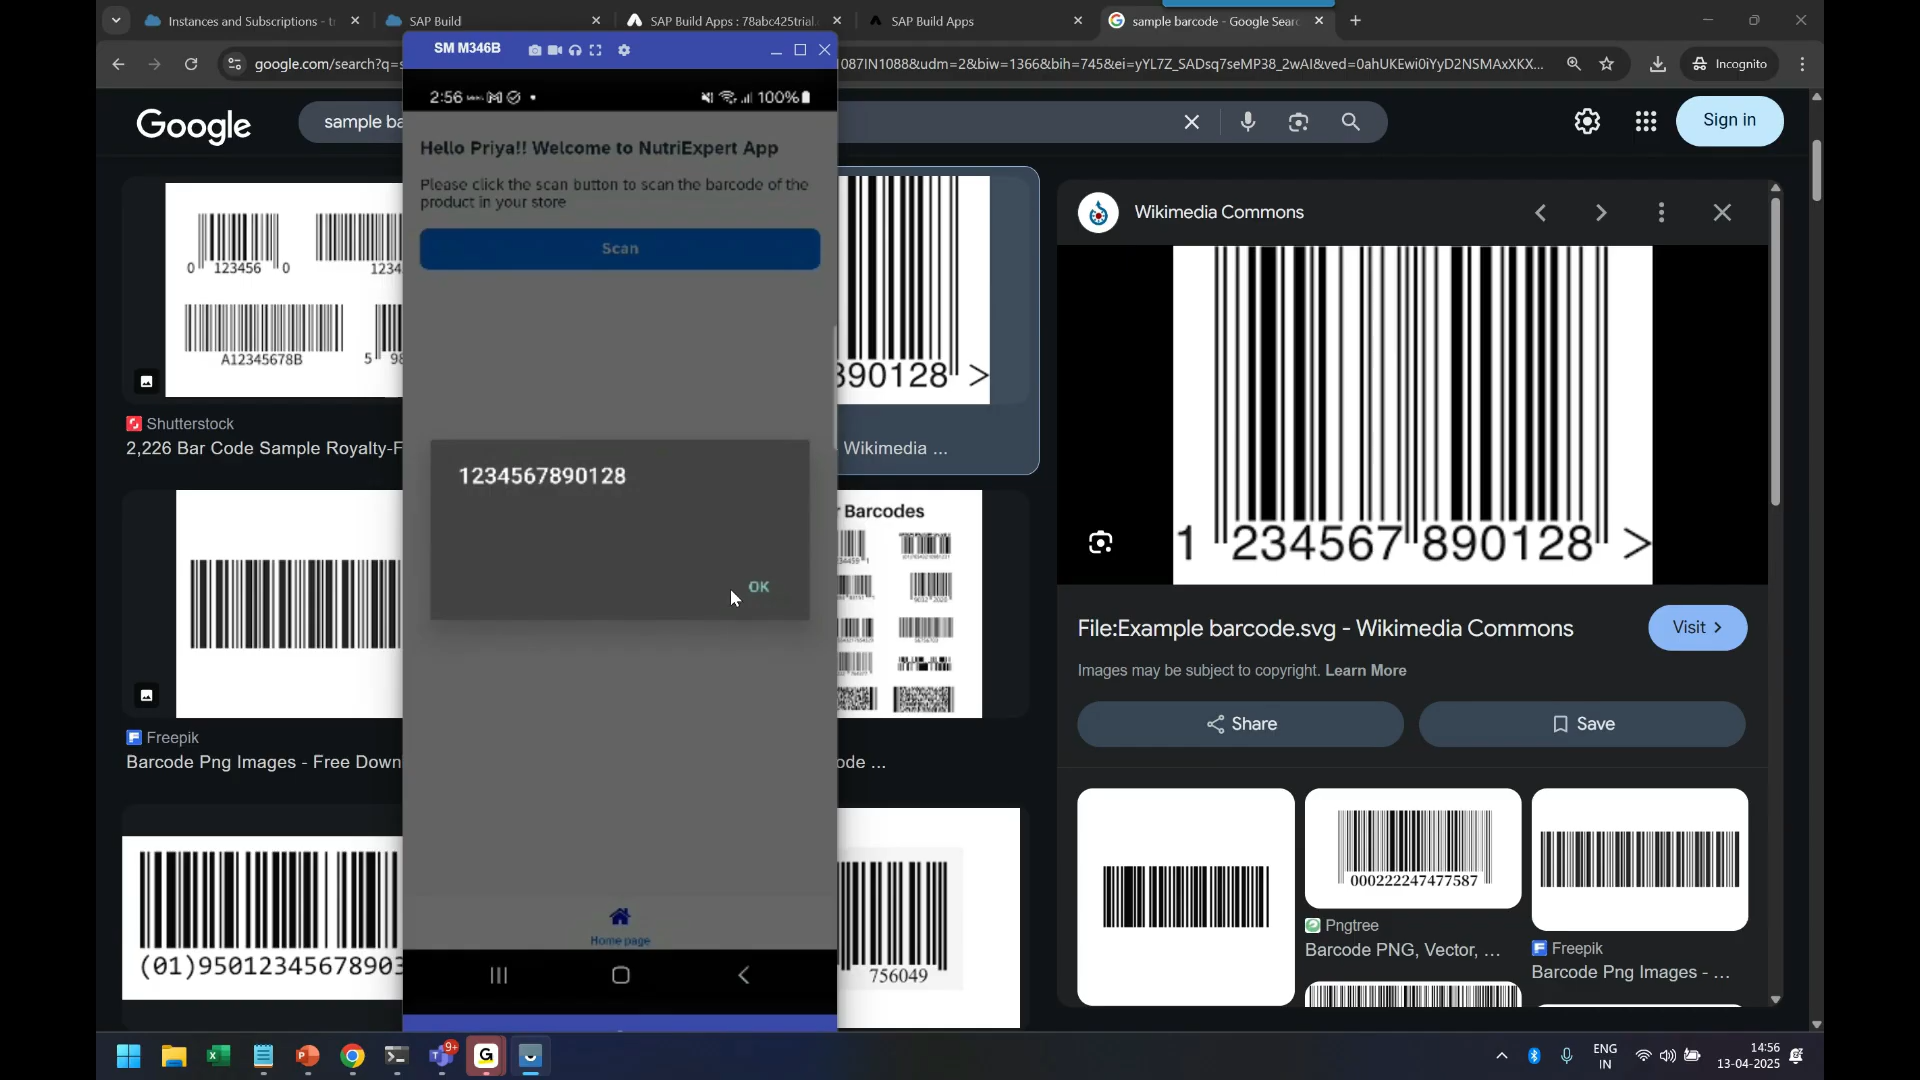 Instances and Subscriptions - tr
SAP Build
SAP Build Apps : 78abc425trial
SAP Build Apps
sample barcode - Google Searc
google.com/search?q=s
1087IN1088&udm=2&biw=1366&bih=745&ei=yYL7Z_SADsq7seMP38_2wAI&ved=0ahUKEwi0iYyD2NSMAxXKX...
Incognito
SM M346B
2:56
100%
Google
sample ba
Sign in
Hello Priya!! Welcome to NutriExpert App
Please click the scan button to scan the barcode of the
product in your store
Scan
1234567890128
OK
Home page
0 123456 0
1234
A12345678B
5 98
Shutterstock
2,226 Bar Code Sample Royalty-F
890128 >
Wikimedia ...
Freepik
Barcode Png Images - Free Down
Barcodes
ode ...
(01)95012345678903
756049
Wikimedia Commons
1 234567 890128 >
File:Example barcode.svg - Wikimedia Commons
Visit
Images may be subject to copyright. Learn More
Share
Save
000222247477587
Pngtree
Barcode PNG, Vector, ...
Freepik
Barcode Png Images - ...
9+
ENG
IN
14:56
13-04-2025